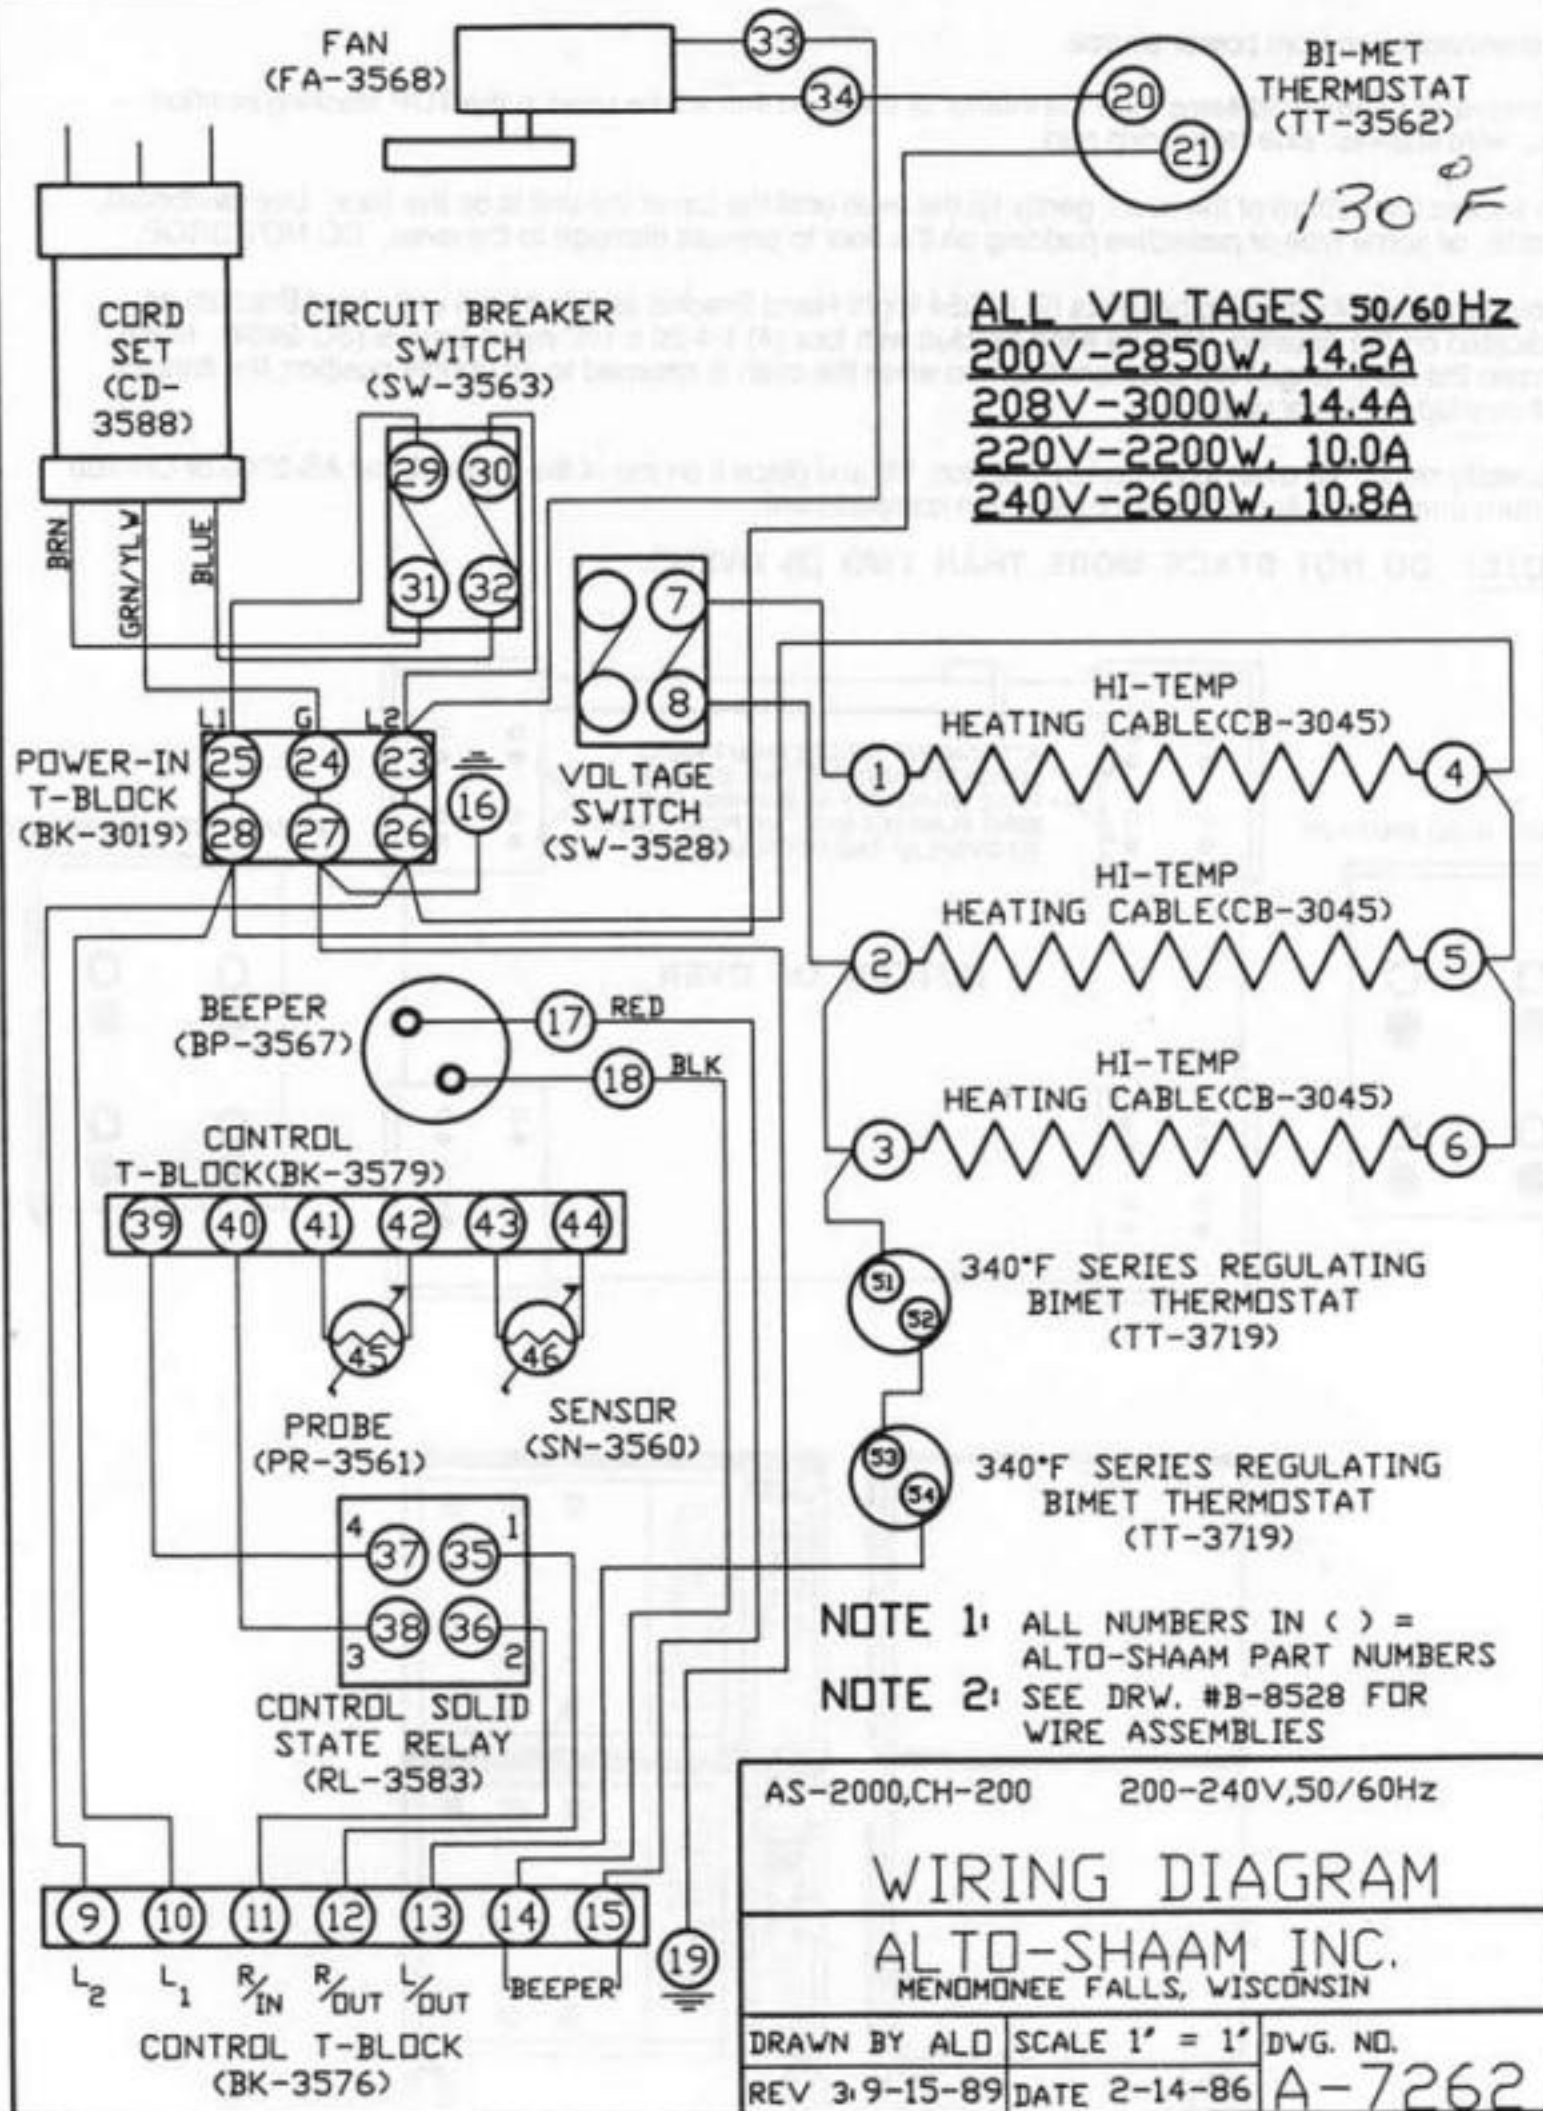 FAN
(FA-3568)
33
34
20
21
BI-MET
THERMOSTAT
(TT-3562)
130°F
CORD
SET
(CD-
3588)
CIRCUIT BREAKER
SWITCH
(SW-3563)
29
30
31
32
ALL VOLTAGES 50/60 Hz
200V-2850W, 14.2A
208V-3000W, 14.4A
220V-2200W, 10.0A
240V-2600W, 10.8A
BRN
GRN/YLW
BLUE
7
8
VOLTAGE
SWITCH
(SW-3528)
L1 G L2
POWER-IN
T-BLOCK
(BK-3019)
25 24 23
28 27 26
16
HI-TEMP
HEATING CABLE(CB-3045)
1 4
HI-TEMP
HEATING CABLE(CB-3045)
2 5
HI-TEMP
HEATING CABLE(CB-3045)
3 6
BEEPER
(BP-3567)
17 RED
18 BLK
CONTROL
T-BLOCK(BK-3579)
39 40 41 42 43 44
45
46
PROBE
(PR-3561)
SENSOR
(SN-3560)
51
52
340°F SERIES REGULATING
BIMET THERMOSTAT
(TT-3719)
53
54
340°F SERIES REGULATING
BIMET THERMOSTAT
(TT-3719)
4 1
37 35
38 36
3 2
CONTROL SOLID
STATE RELAY
(RL-3583)
NOTE 1: ALL NUMBERS IN ( ) =
ALTO-SHAAM PART NUMBERS
NOTE 2: SEE DRW. #B-8528 FOR
WIRE ASSEMBLIES
9 10 11 12 13 14 15
19
L2 L1 R/IN R/OUT L/OUT BEEPER
CONTROL T-BLOCK
(BK-3576)
AS-2000,CH-200 200-240V,50/60Hz
WIRING DIAGRAM
ALTO-SHAAM INC.
MENOMONEE FALLS, WISCONSIN
DRAWN BY ALO SCALE 1" = 1" DWG. NO.
REV 3: 9-15-89 DATE 2-14-86 A-7262